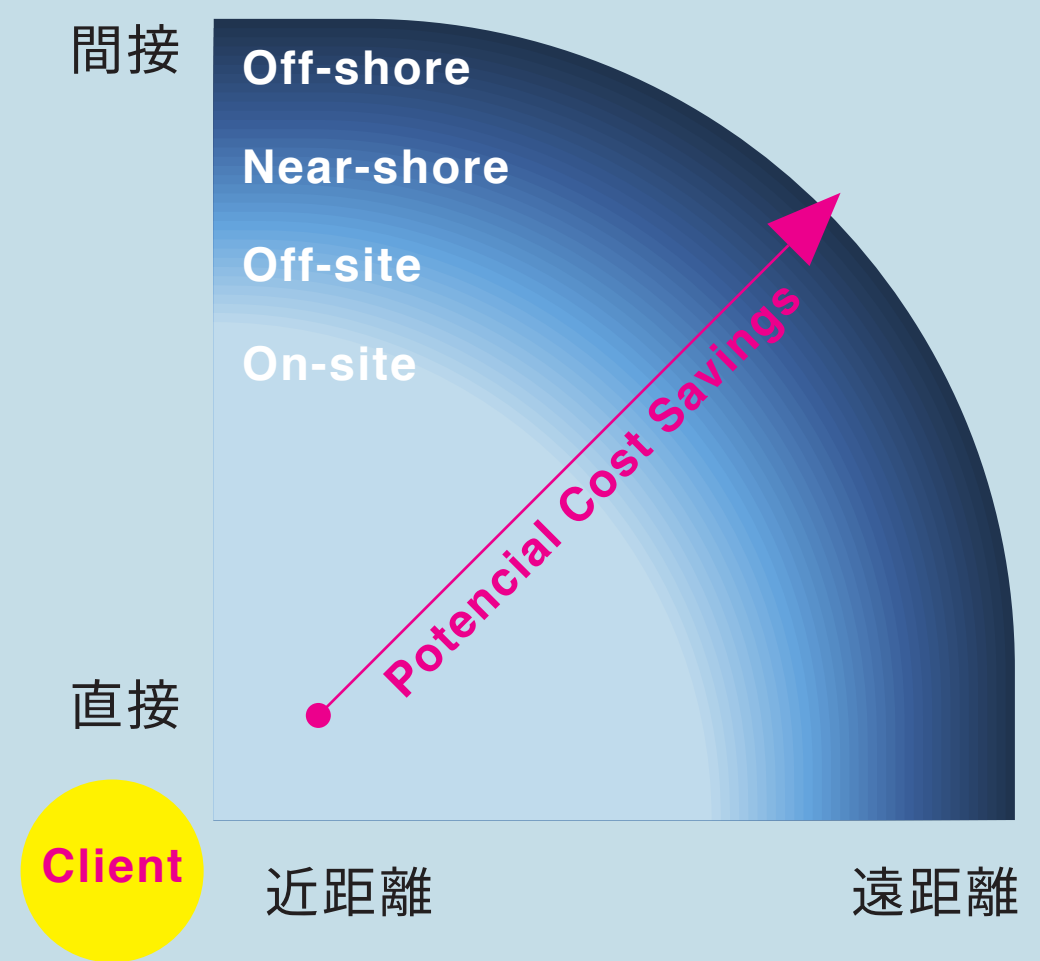 間接
Off-shore
Near-shore
Off-site
On-site
Potencial Cost Savings
直接
Client
近距離
遠距離